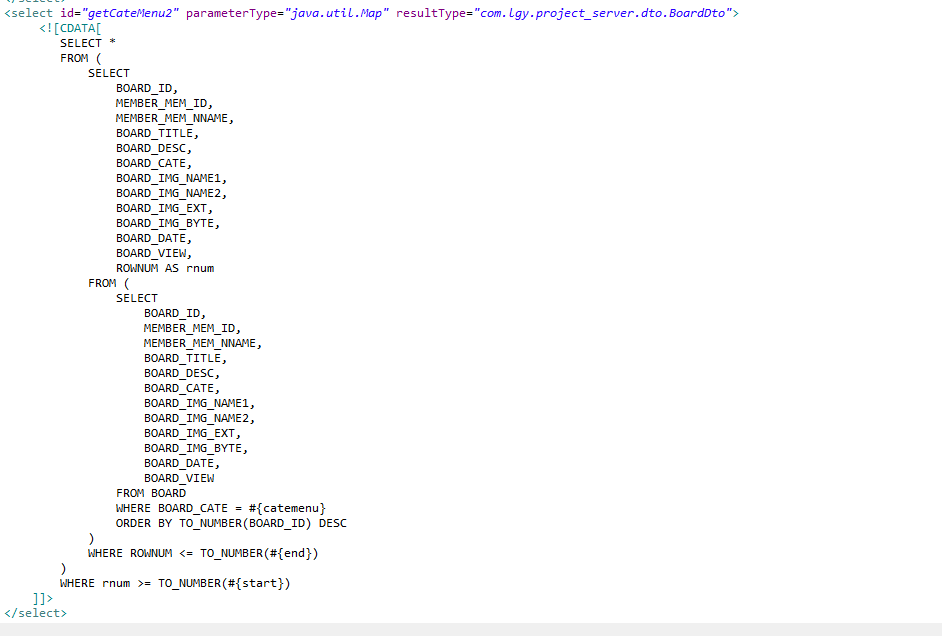 </select>
<select id="getCateMenu2" parameterType="java.util.Map" resultType="com.lgy.project_server.dto.BoardDto">
<![CDATA[
SELECT *
FROM (
SELECT
BOARD_ID,
MEMBER_MEM_ID,
MEMBER_MEM_NNAME,
BOARD_TITLE,
BOARD_DESC,
BOARD_CATE,
BOARD_IMG_NAME1,
BOARD_IMG_NAME2,
BOARD_IMG_EXT,
BOARD_IMG_BYTE,
BOARD_DATE,
BOARD_VIEW,
ROWNUM AS rnum
FROM (
SELECT
BOARD_ID,
MEMBER_MEM_ID,
MEMBER_MEM_NNAME,
BOARD_TITLE,
BOARD_DESC,
BOARD_CATE,
BOARD_IMG_NAME1,
BOARD_IMG_NAME2,
BOARD_IMG_EXT,
BOARD_IMG_BYTE,
BOARD_DATE,
BOARD_VIEW
FROM BOARD
WHERE BOARD_CATE = #{catemenu}
ORDER BY TO_NUMBER(BOARD_ID) DESC
)
WHERE ROWNUM <= TO_NUMBER(#{end})
)
WHERE rnum >= TO_NUMBER(#{start})
]]>
</select>